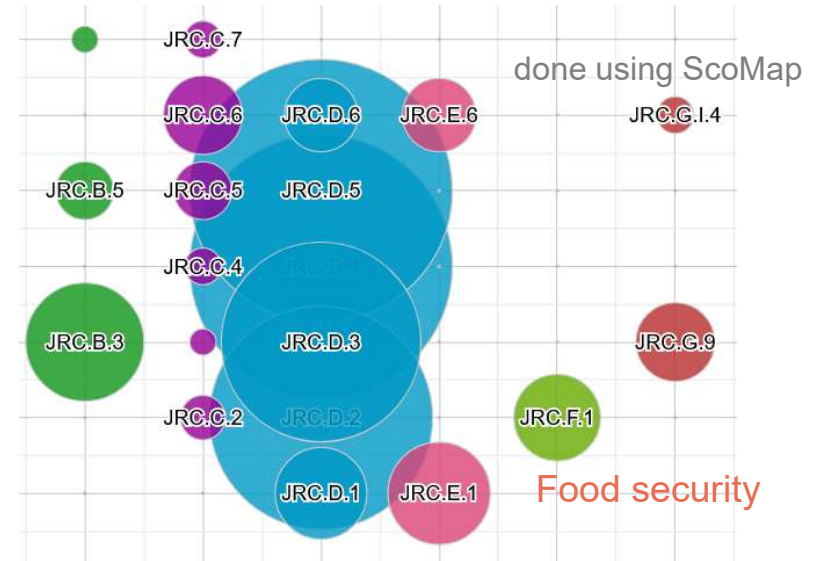 JRC.C.7
done using ScoMap
JRC.C.6 JRC.D.6 JRC.E.6 JRC.G.I.4
JRC.B.5 JRC.C.5 JRC.D.5
JRC.C.4 JRC.D.4
JRC.B.3 JRC.D.3 JRC.G.9
JRC.C.2 JRC.D.2 JRC.F.1
JRC.D.1 JRC.E.1 Food security